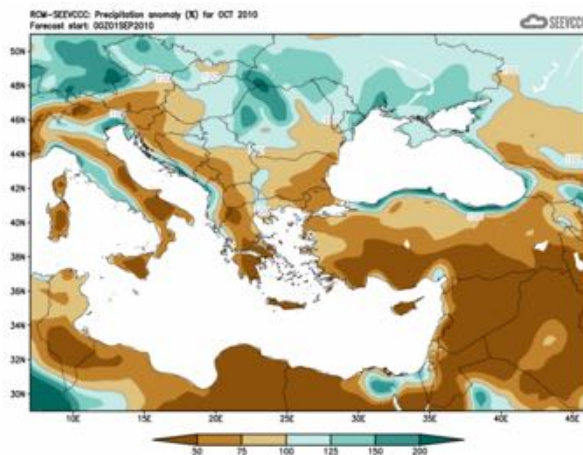 RCM-SEEVCCC: Precipitation anomaly (%) for OCT 2010
Forecast start: 00Z01SEP2010
SEEVCCC
50N
48N
46N
44N
42N
40N
38N
36N
34N
32N
30N
10E 15E 20E 25E 30E 35E 40E 45E
50 75 100 125 150 200